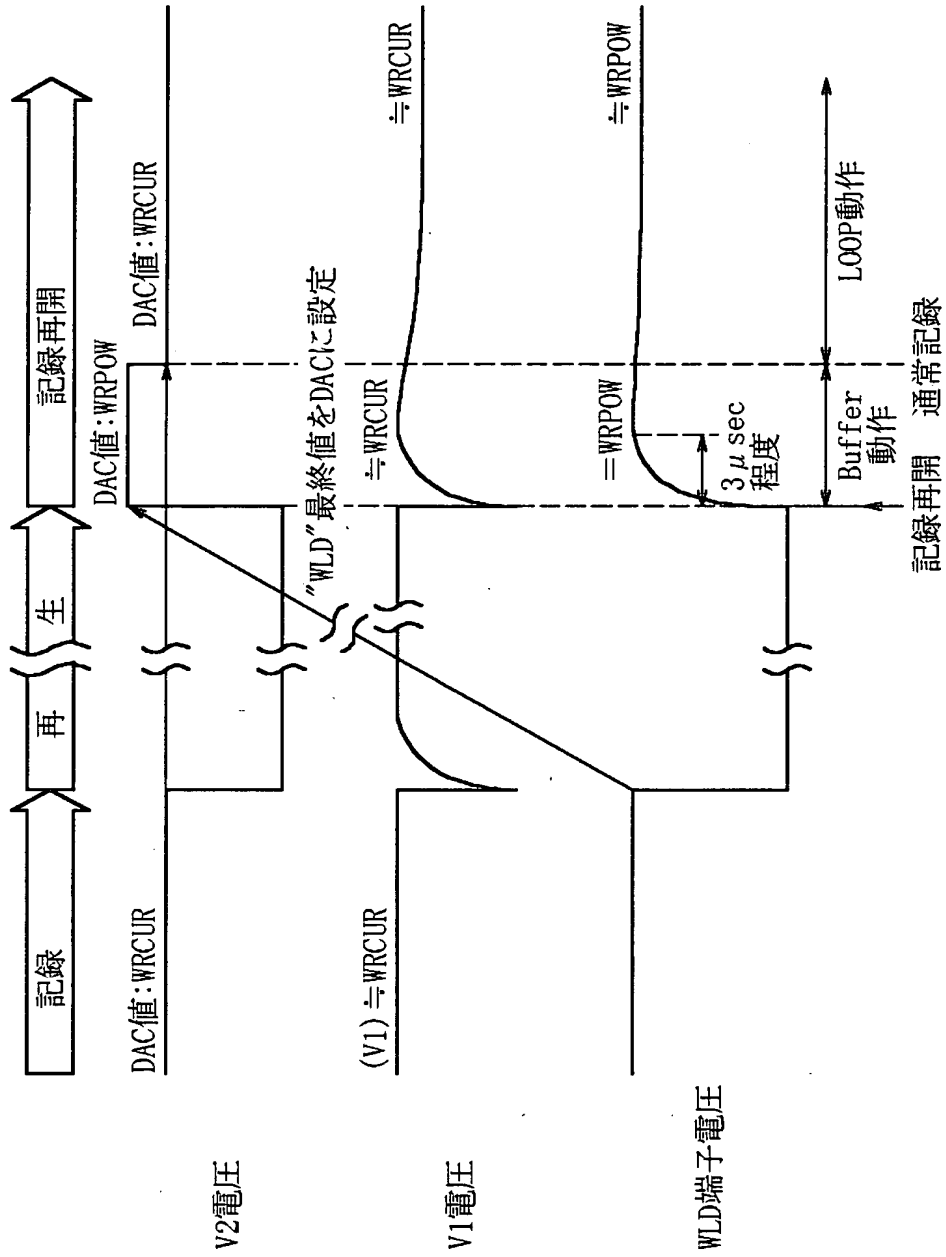 記録
再
生
記録再開
V2電圧
DAC値:WRCUR
DAC値:WRPOW
DAC値:WRCUR
"WLD"最終値をDACに設定
V1電圧
(V1)≒WRCUR
≒WRCUR
≒WRCUR
WLD端子電圧
=WRPOW
≒WRPOW
3μsec
程度
Buffer
動作
LOOP動作
記録再開
通常記録